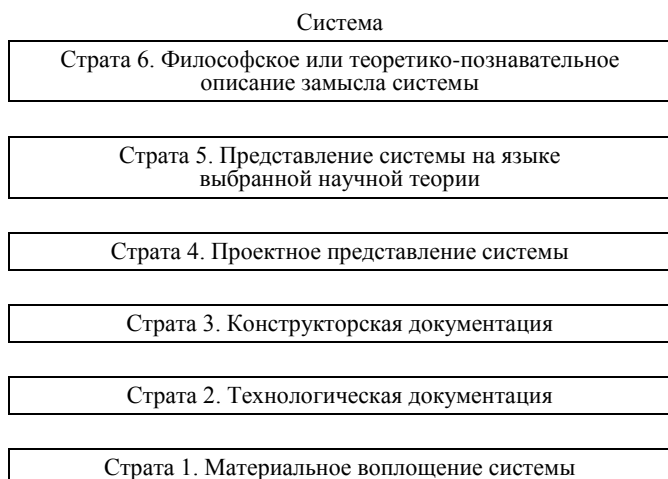 Система
Страта 6. Философское или теоретико-познавательное
описание замысла системы
Страта 5. Представление системы на языке
выбранной научной теории
Страта 4. Проектное представление системы
Страта 3. Конструкторская документация
Страта 2. Технологическая документация
Страта 1. Материальное воплощение системы